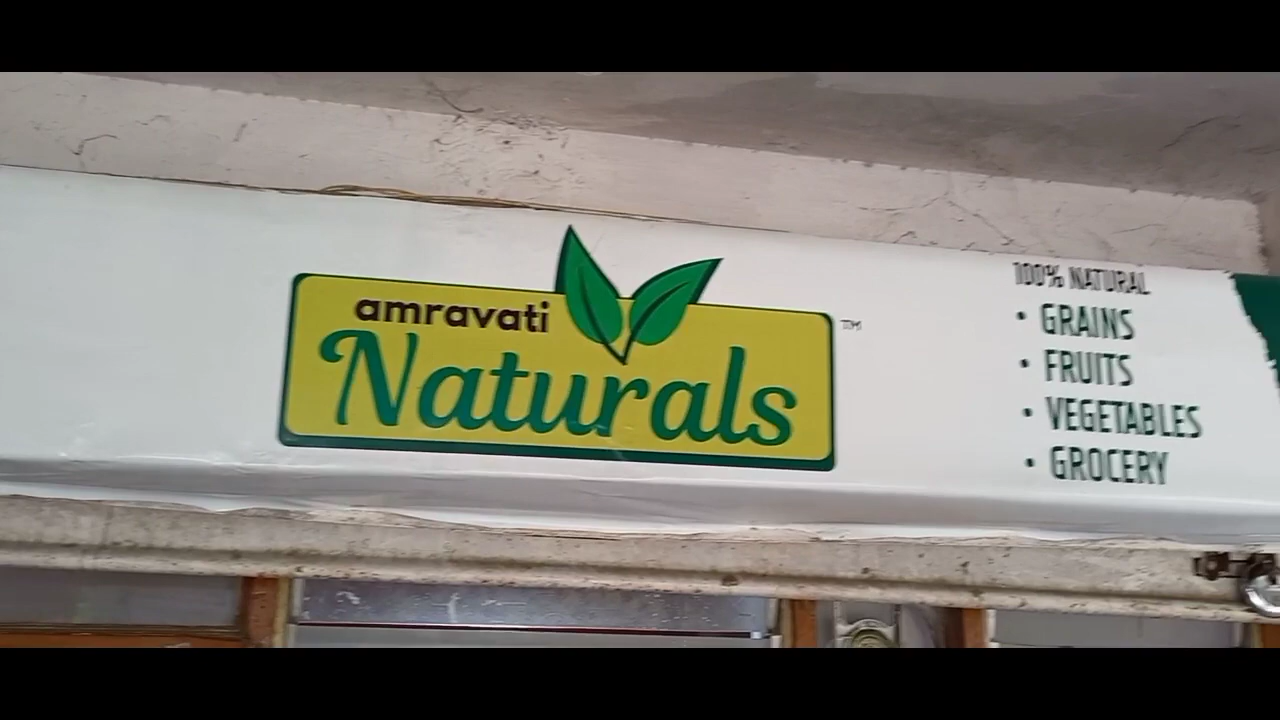 amravati
Naturals
™
100% NATURAL
• GRAINS
• FRUITS
• VEGETABLES
• GROCERY